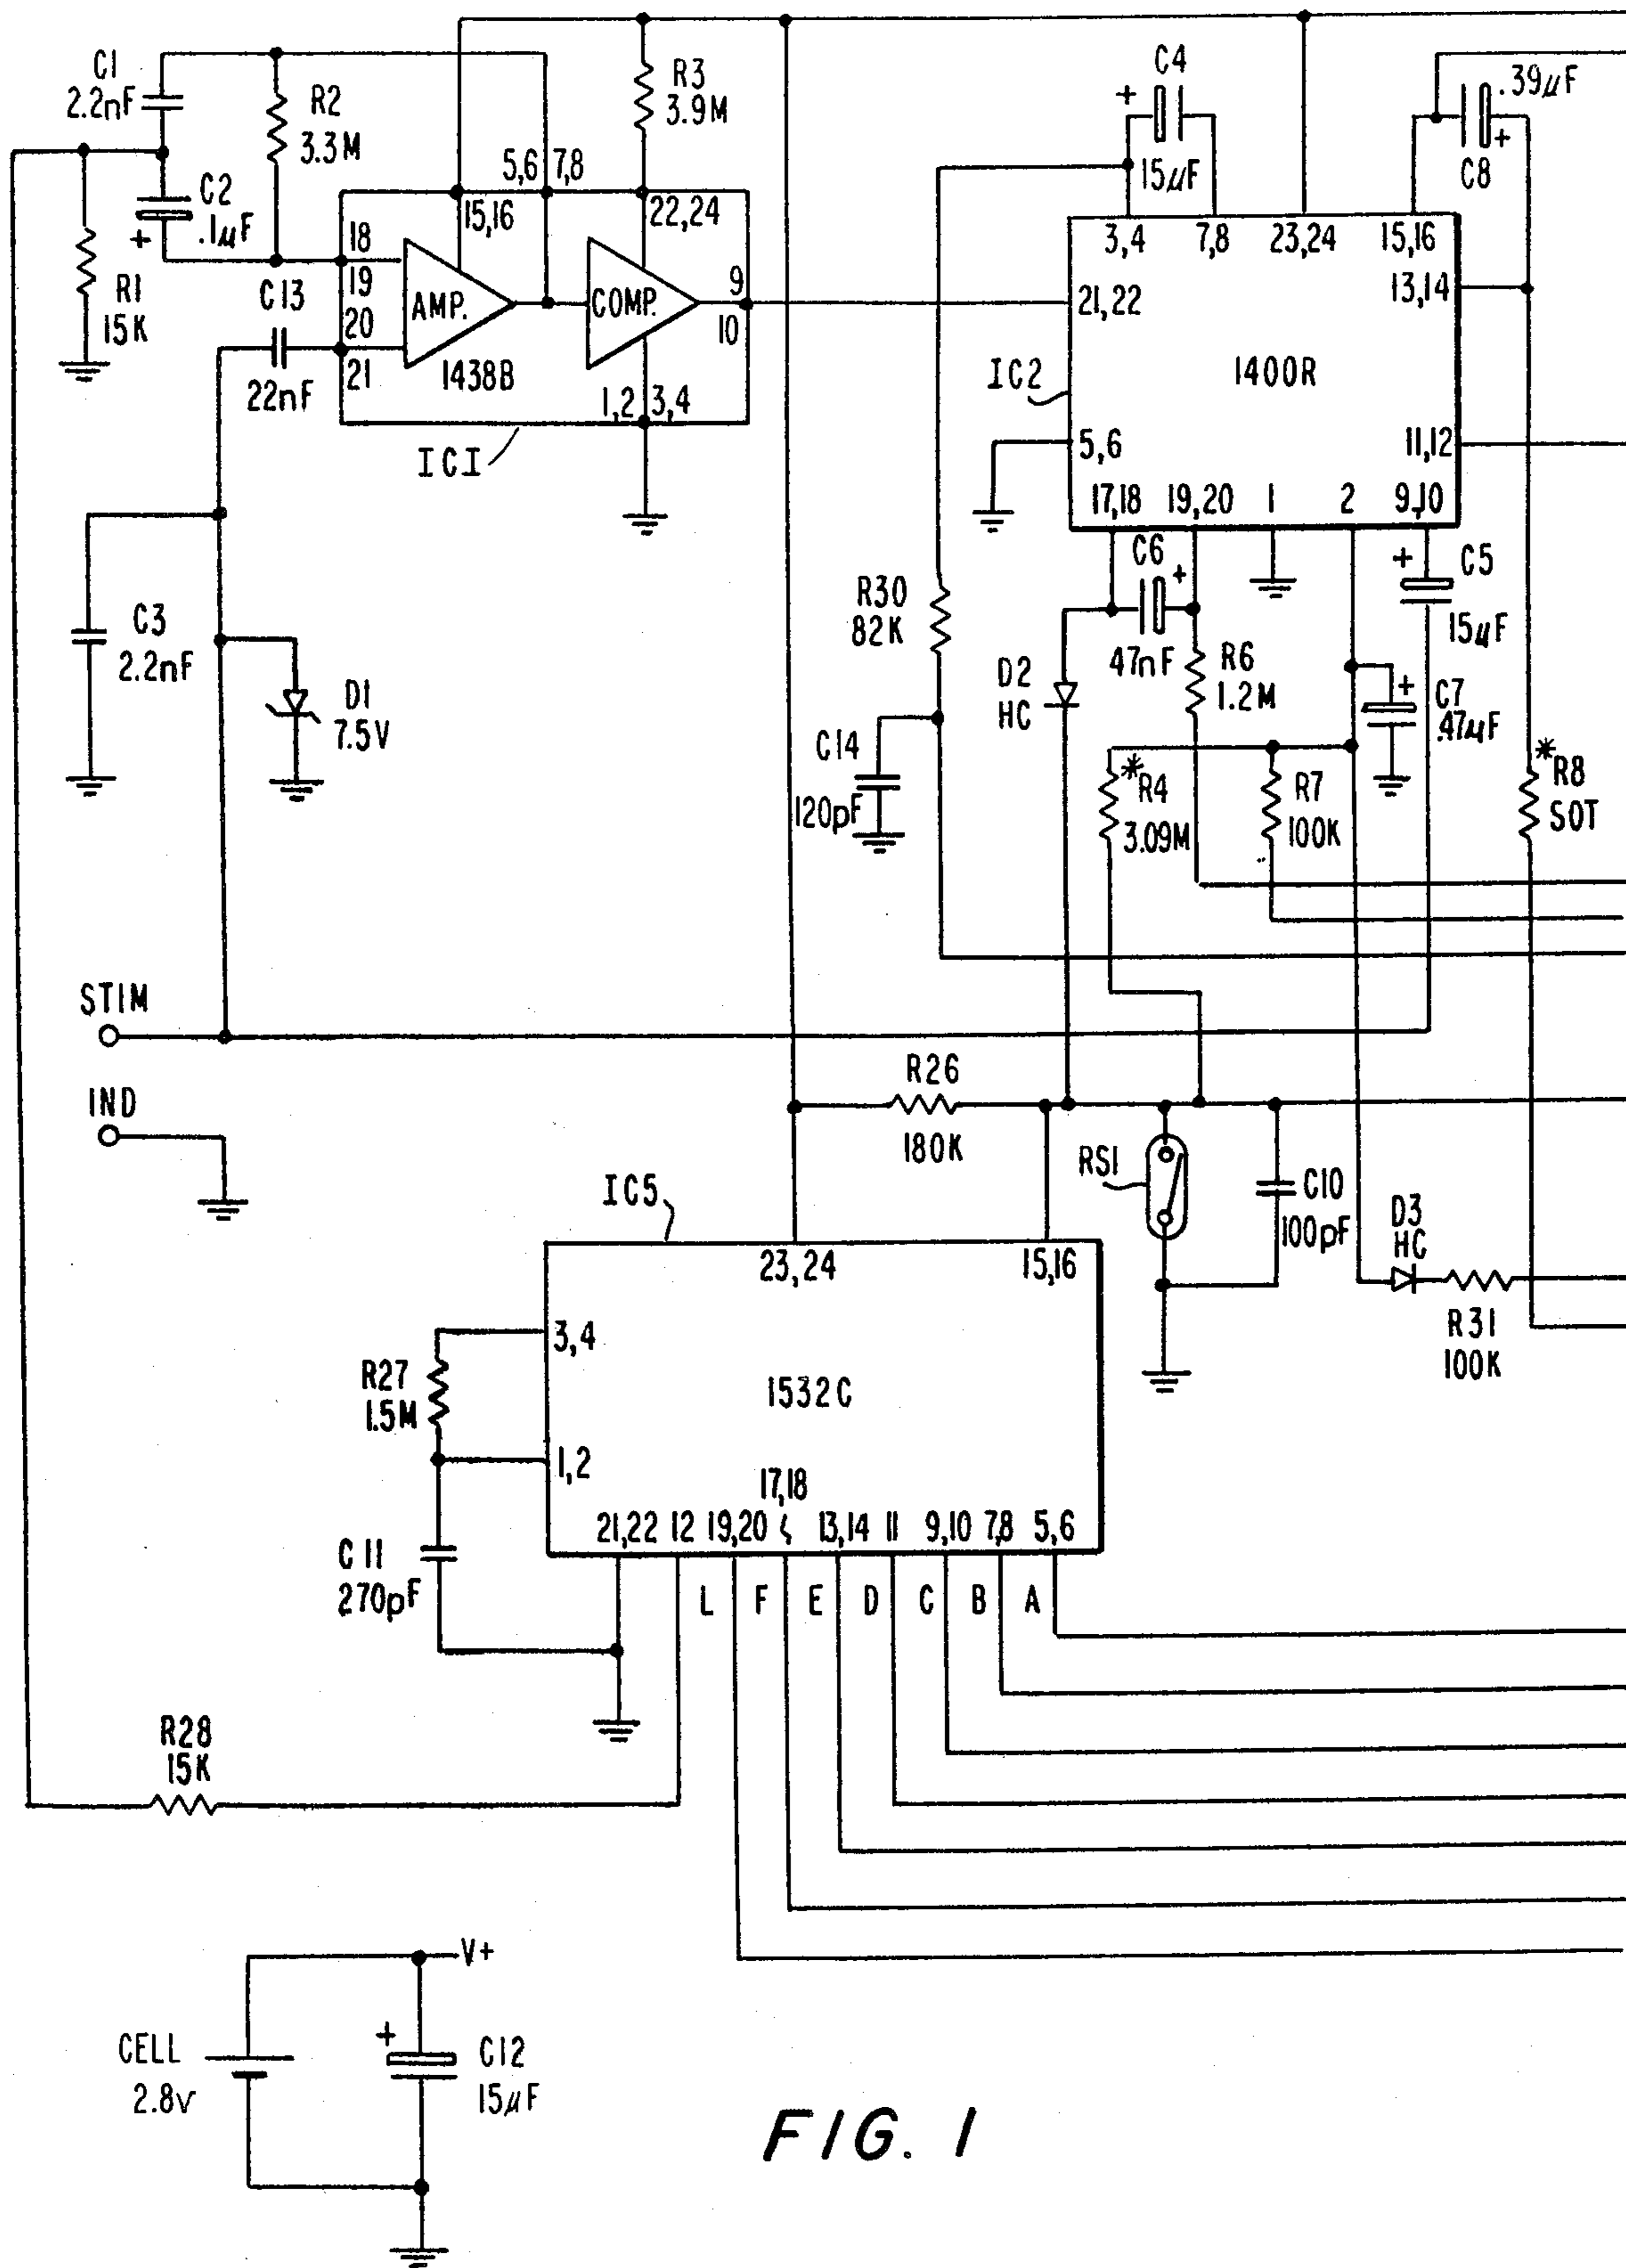 C1
2.2nF
R2
3.3M
R3
3.9M
C4
+
15µF
.39µF
+
C8
C2
.1µF
+
5,6
7,8
15,16
22,24
18
19
20
21
AMP.
COMP.
1438B
9
10
1,2
3,4
IC1
R1
15K
C13
22nF
3,4
7,8
23,24
15,16
13,14
21,22
IC2
1400R
5,6
11,12
17,18
19,20
1
2
9,10
C6
+
47nF
+
C5
15µF
C3
2.2nF
D1
7.5V
R30
82K
D2
HC
R6
1.2M
+
C7
.47µF
C14
120pF
*
R4
3.09M
R7
100K
*
R8
SOT
STIM
IND
R26
180K
RS1
C10
100pF
D3
HC
R31
100K
IC5
23,24
15,16
3,4
R27
1.5M
1532C
1,2
17,18
21,22
12
19,20
13,14
11
9,10
7,8
5,6
C11
270pF
L
F
E
D
C
B
A
R28
15K
V+
CELL
2.8v
+
C12
15µF
FIG. 1